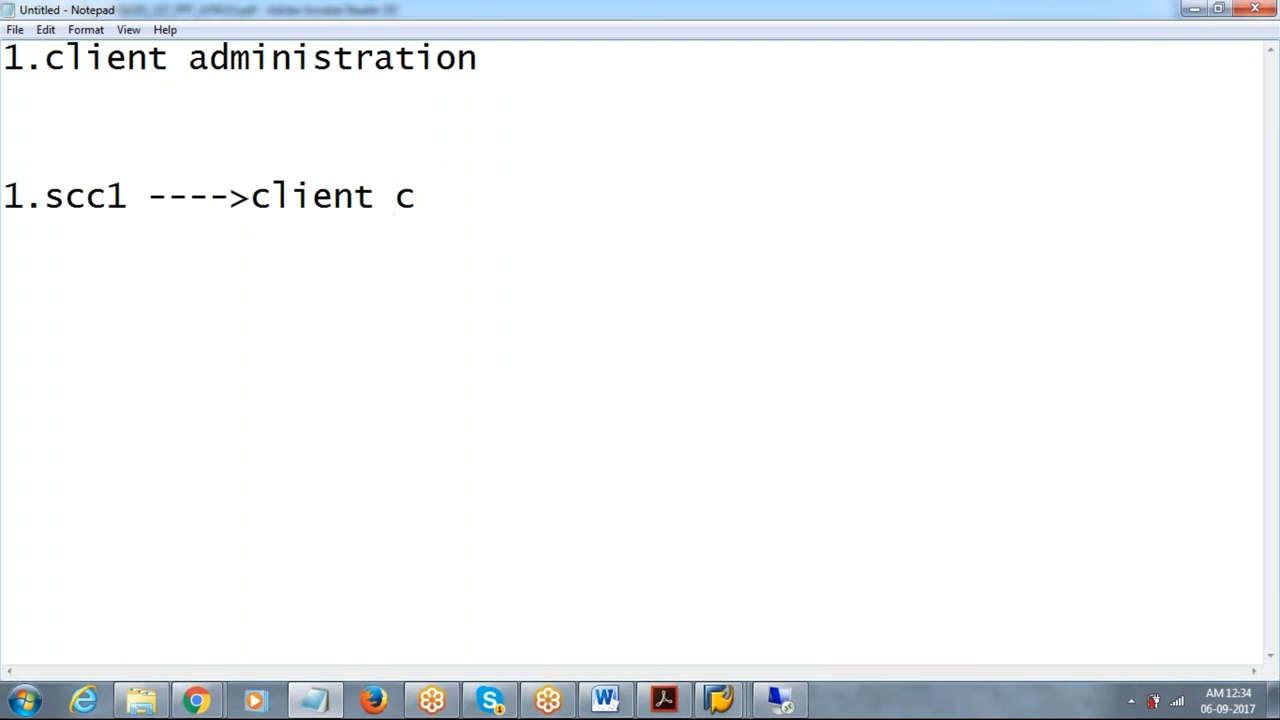 Untitled - Notepad
File Edit Format View Help
1.client administration
1.scc1 ---->client c
AM 12:34
06-09-2017